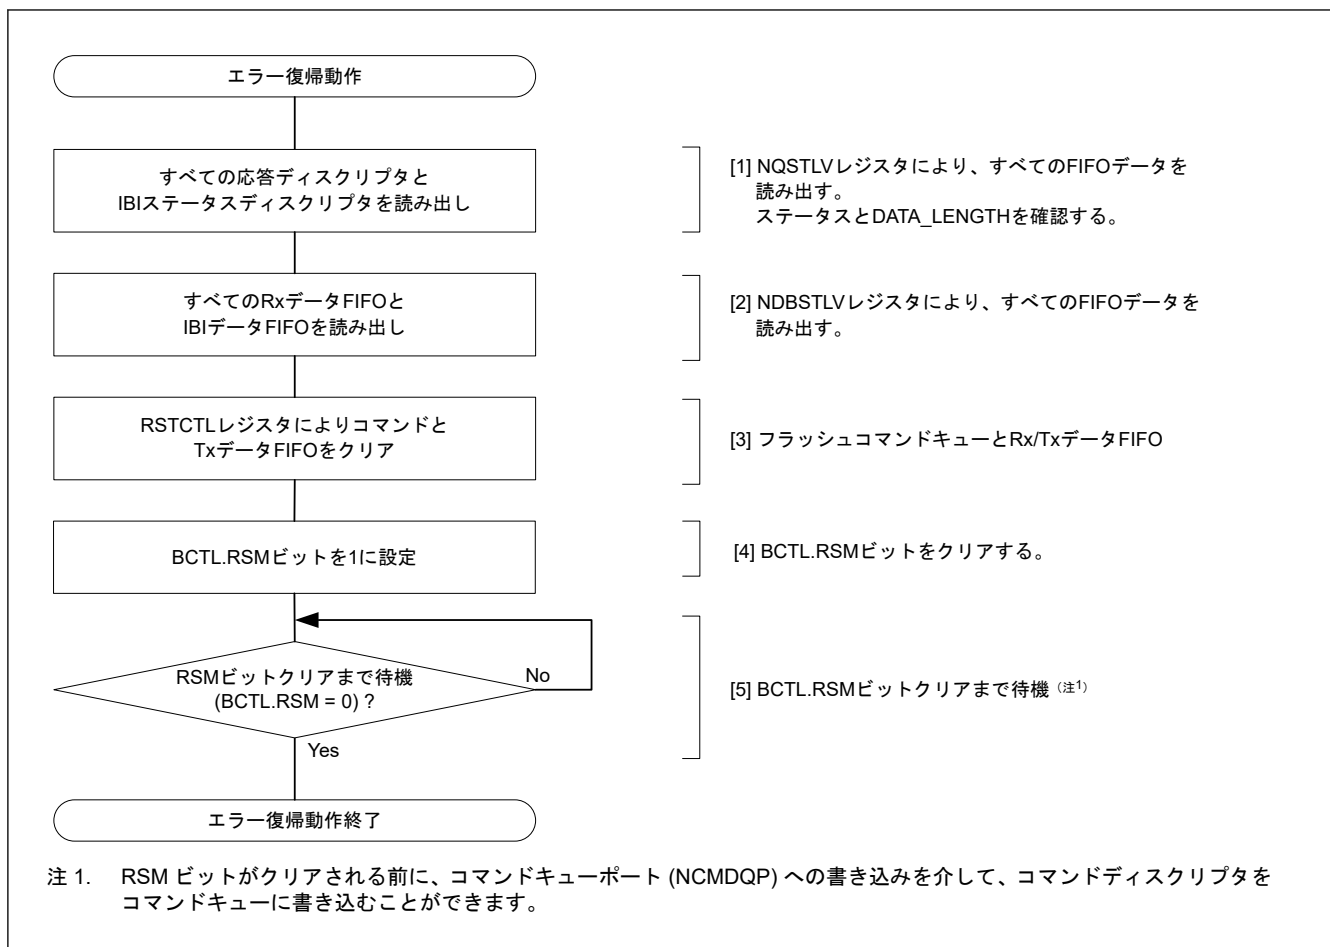 エラー復帰動作
すべての応答ディスクリプタと
IBIステータスディスクリプタを読み出し
[1] NQSTLVレジスタにより、すべてのFIFOデータを
読み出す。
ステータスとDATA_LENGTHを確認する。
すべてのRxデータFIFOと
IBIデータFIFOを読み出し
[2] NDBSTLVレジスタにより、すべてのFIFOデータを
読み出す。
RSTCTLレジスタによりコマンドと
TxデータFIFOをクリア
[3] フラッシュコマンドキューとRx/TxデータFIFO
BCTL.RSMビットを1に設定
[4] BCTL.RSMビットをクリアする。
RSMビットクリアまで待機
(BCTL.RSM = 0) ?
No
Yes
[5] BCTL.RSMビットクリアまで待機 (注1)
エラー復帰動作終了
注 1. RSM ビットがクリアされる前に、コマンドキューポート (NCMDQP) への書き込みを介して、コマンドディスクリプタを
コマンドキューに書き込むことができます。